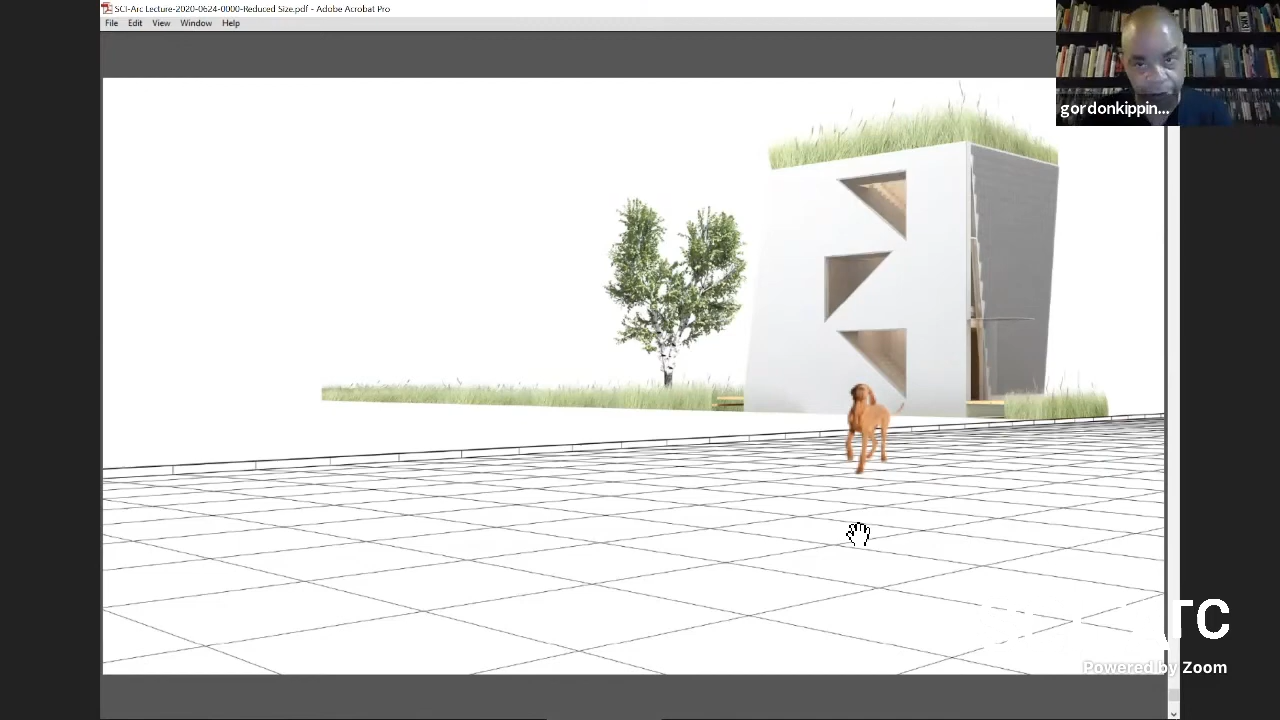 SCI-Arc Lecture-2020-0624-0000-Reduced Size.pdf - Adobe Acrobat Pro
File Edit View Window Help
gordonkippin...
Powered by Zoom